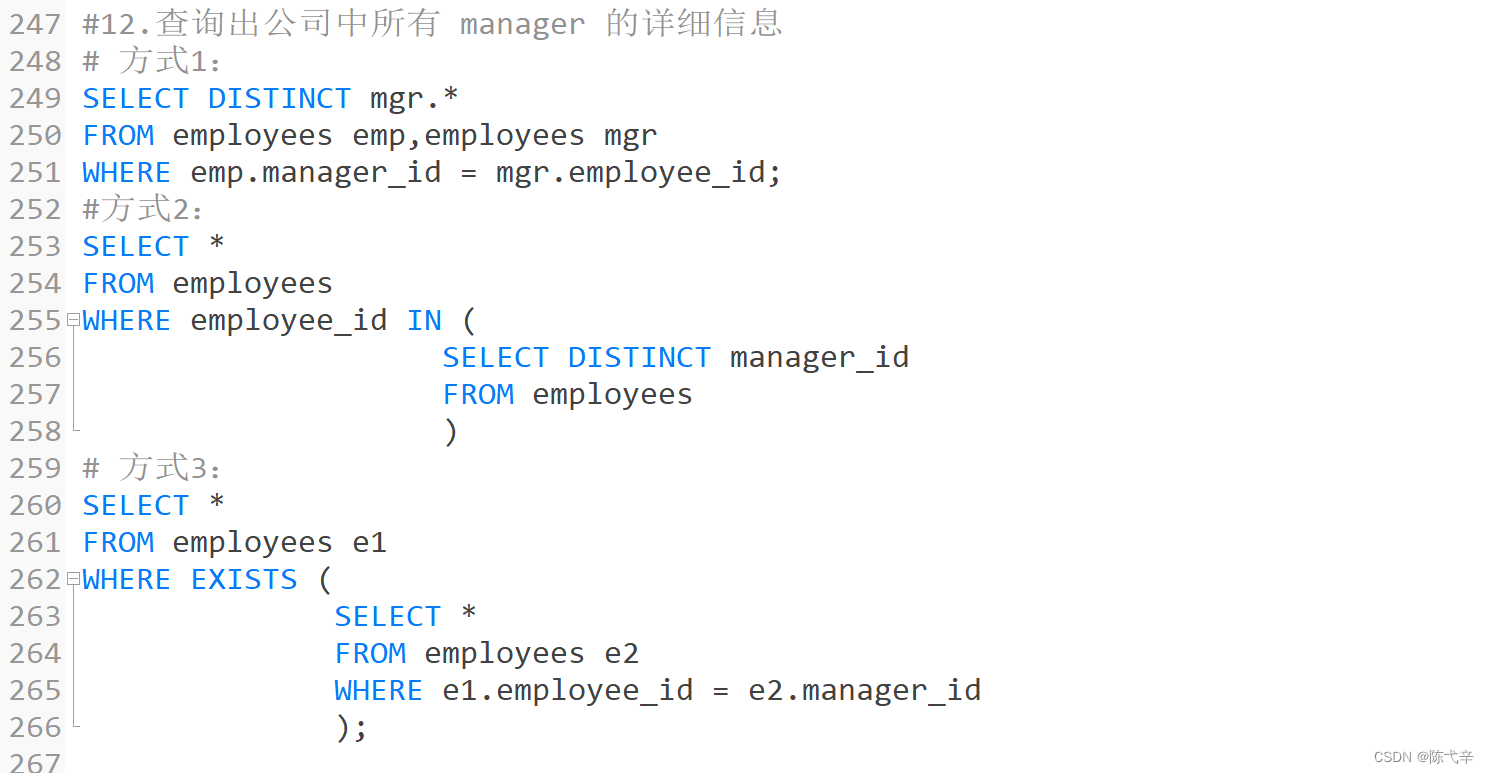 247 #12.查询出公司中所有 manager 的详细信息
248 # 方式1：
249 SELECT DISTINCT mgr.*
250 FROM employees emp,employees mgr
251 WHERE emp.manager_id = mgr.employee_id;
252 #方式2：
253 SELECT *
254 FROM employees
255 WHERE employee_id IN (
256 SELECT DISTINCT manager_id
257 FROM employees
258 )
259 # 方式3：
260 SELECT *
261 FROM employees e1
262 WHERE EXISTS (
263 SELECT *
264 FROM employees e2
265 WHERE e1.employee_id = e2.manager_id
266 );
267
CSDN @陈弋辛